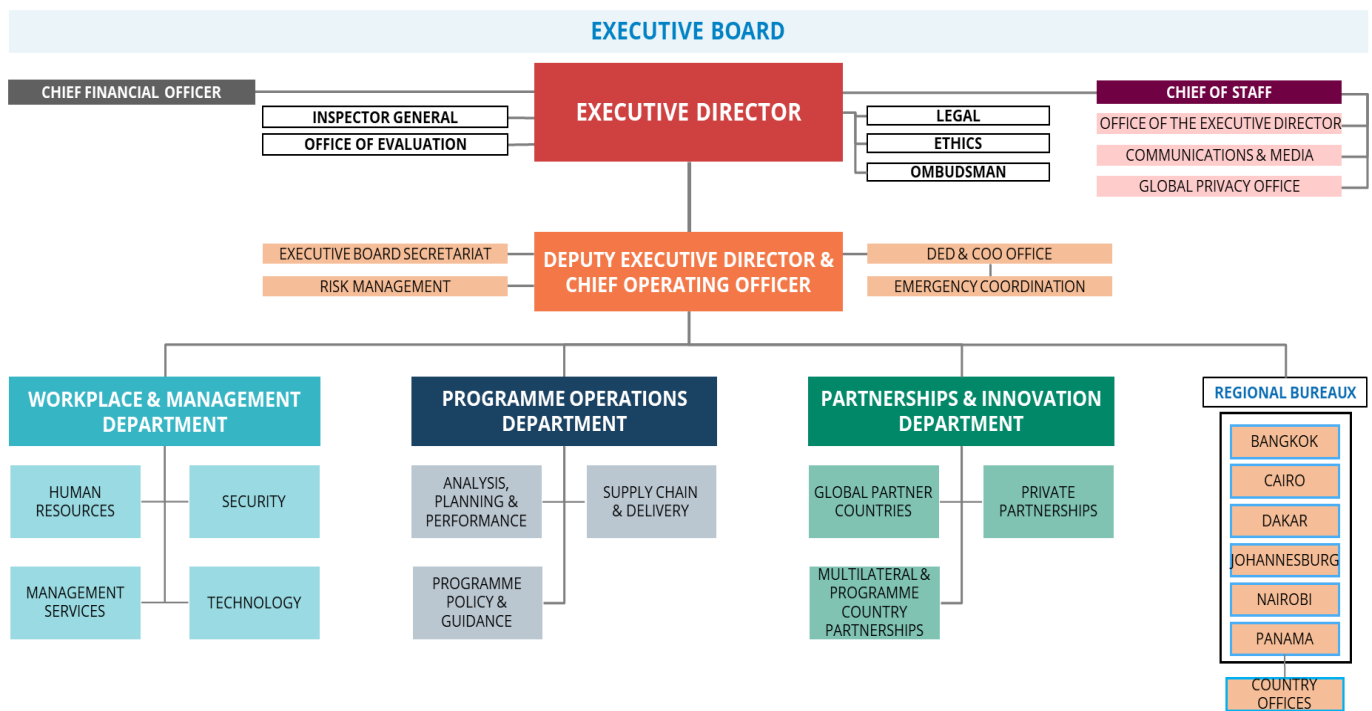 EXECUTIVE BOARD
CHIEF FINANCIAL OFFICER
INSPECTOR GENERAL
OFFICE OF EVALUATION
EXECUTIVE DIRECTOR
LEGAL
ETHICS
OMBUDSMAN
CHIEF OF STAFF
OFFICE OF THE EXECUTIVE DIRECTOR
COMMUNICATIONS & MEDIA
GLOBAL PRIVACY OFFICE
EXECUTIVE BOARD SECRETARIAT
RISK MANAGEMENT
DEPUTY EXECUTIVE DIRECTOR &
CHIEF OPERATING OFFICER
DED & COO OFFICE
EMERGENCY COORDINATION
WORKPLACE & MANAGEMENT
DEPARTMENT
HUMAN
RESOURCES
SECURITY
MANAGEMENT
SERVICES
TECHNOLOGY
PROGRAMME OPERATIONS
DEPARTMENT
ANALYSIS,
PLANNING &
PERFORMANCE
SUPPLY CHAIN
& DELIVERY
PROGRAMME
POLICY &
GUIDANCE
PARTNERSHIPS & INNOVATION
DEPARTMENT
GLOBAL PARTNER
COUNTRIES
PRIVATE
PARTNERSHIPS
MULTILATERAL &
PROGRAMME
COUNTRY
PARTNERSHIPS
REGIONAL BUREAUX
BANGKOK
CAIRO
DAKAR
JOHANNESBURG
NAIROBI
PANAMA
COUNTRY
OFFICES